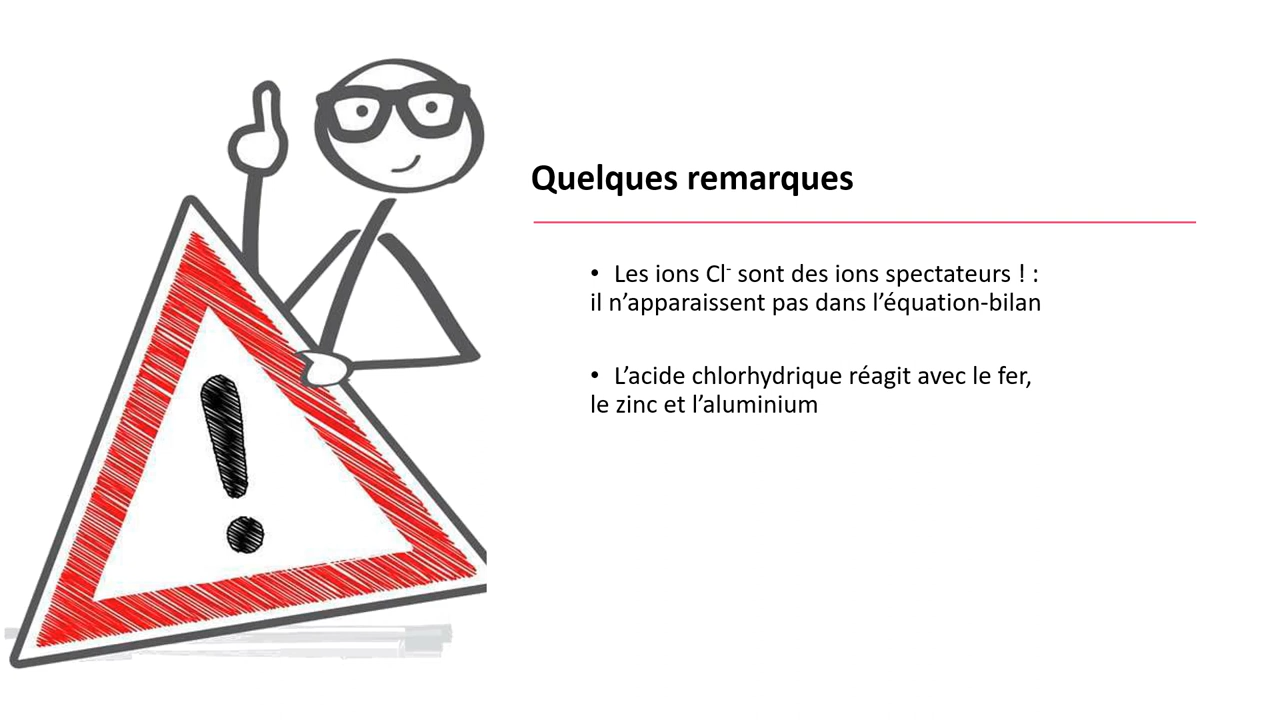 Quelques remarques
• Les ions Cl⁻ sont des ions spectateurs ! :
il n’apparaissent pas dans l’équation-bilan
• L’acide chlorhydrique réagit avec le fer,
le zinc et l’aluminium